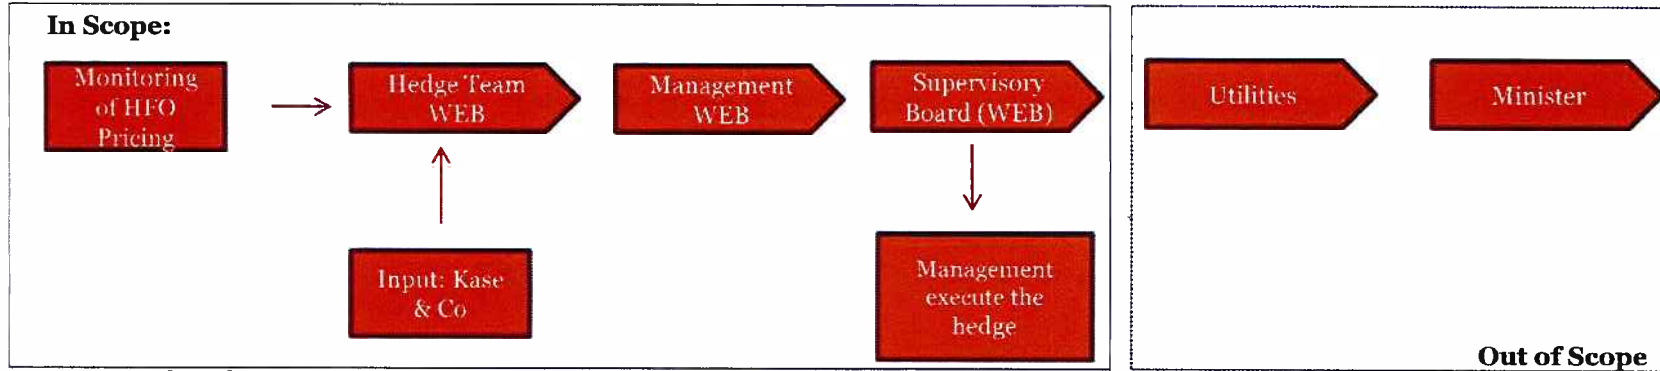 In Scope:
Monitoring
of HFO
Pricing
Hedge Team
WEB
Management
WEB
Supervisory
Board (WEB)
Utilities
Minister
Input: Kase
& Co
Management
execute the
hedge
Out of Scope